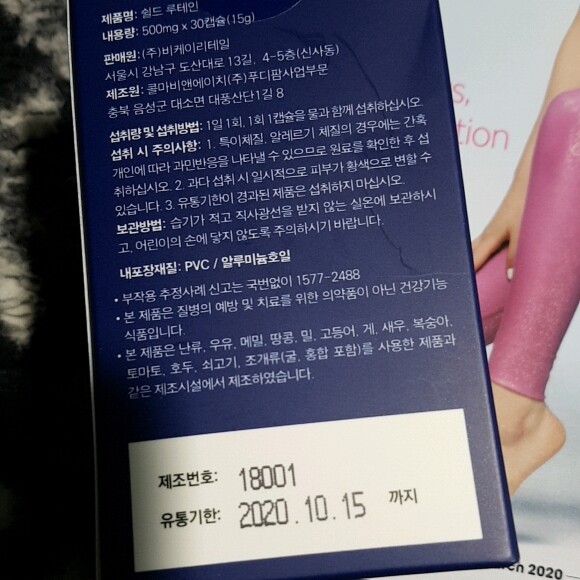 제품명: 쉴드 루테인
내용량: 500mg x 30캡슐(15g)
판매원: (주)비케이리테일
서울시 강남구 도산대로 13길, 4-5층(신사동)
제조원: 콜마비앤에이치(주)푸디팜사업부문
충북 음성군 대소면 대풍산단1길 8
섭취량 및 섭취방법: 1일 1회, 1회 1캡슐을 물과 함께 섭취하십시오.
섭취 시 주의사항: 1. 특이체질, 알레르기 체질의 경우에는 간혹
개인에 따라 과민반응을 나타낼 수 있으므로 원료를 확인한 후 섭
취하십시오. 2. 과다 섭취 시 일시적으로 피부가 황색으로 변할 수
있습니다. 3. 유통기한이 경과된 제품은 섭취하지 마십시오.
보관방법: 습기가 적고 직사광선을 받지 않는 실온에 보관하시
고, 어린이의 손에 닿지 않도록 주의하시기 바랍니다.
내포장재질: PVC / 알루미늄호일
• 부작용 추정사례 신고는 국번없이 1577-2488
• 본 제품은 질병의 예방 및 치료를 위한 의약품이 아닌 건강기능
식품입니다.
• 본 제품은 난류, 우유, 메밀, 땅콩, 밀, 고등어, 게, 새우, 복숭아,
토마토, 호두, 쇠고기, 조개류(굴, 홍합 포함)를 사용한 제품과
같은 제조시설에서 제조하였습니다.
제조번호: 18001
유통기한: 2020.10.15 까지
s,
tion
rch 2020